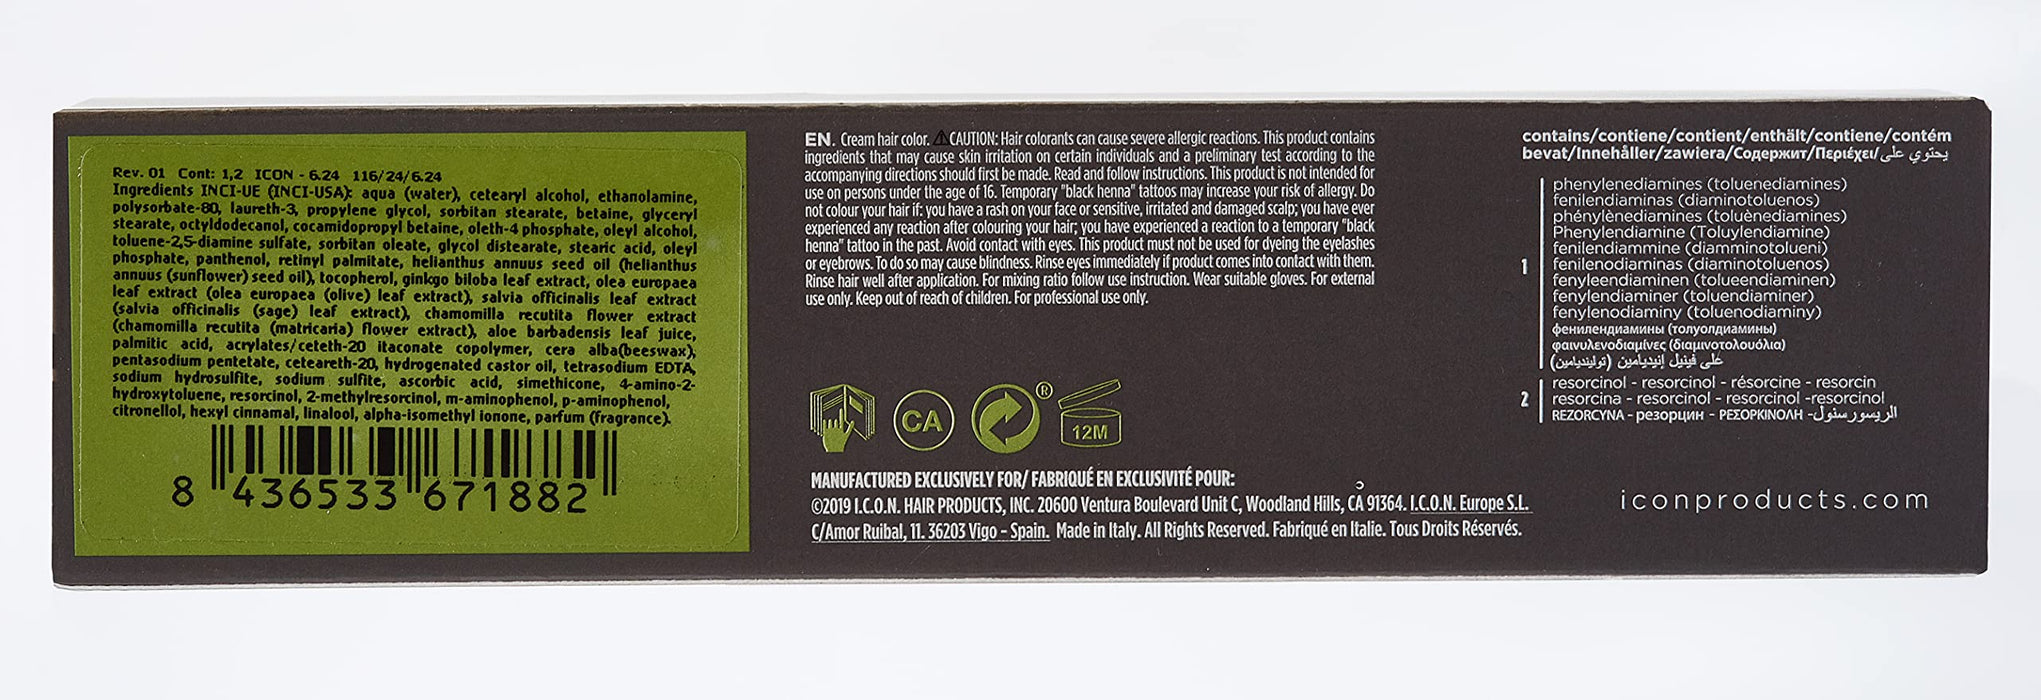 Rev. 01 Cont: 1,2 ICON - 6.24 116/24/6.24
Ingredients INCI-UE (INCI-USA): aqua (water), cetearyl alcohol, ethanolamine,
polysorbate-80, laureth-3, propylene glycol, sorbitan stearate, betaine, glyceryl
stearate, octyldodecanol, cocamidopropyl betaine, oleth-4 phosphate, oleyl alcohol,
toluene-2,5-diamine sulfate, sorbitan oleate, glycol distearate, stearic acid, oleyl
phosphate, panthenol, retinyl palmitate, helianthus annuus seed oil (helianthus
annuus (sunflower) seed oil), tocopherol, ginkgo biloba leaf extract, olea europaea
leaf extract (olea europaea (olive) leaf extract), salvia officinalis leaf extract
(salvia officinalis (sage) leaf extract), chamomilla recutita flower extract
(chamomilla recutita (matricaria) flower extract), aloe barbadensis leaf juice,
palmitic acid, acrylates/ceteth-20 itaconate copolymer, cera alba(beeswax),
pentasodium pentetate, ceteareth-20, hydrogenated castor oil, tetrasodium EDTA,
sodium hydrosulfite, sodium sulfite, ascorbic acid, simethicone, 4-amino-2-
hydroxytoluene, resorcinol, 2-methylresorcinol, m-aminophenol, p-aminophenol,
citronellol, hexyl cinnamal, linalool, alpha-isomethyl ionone, parfum (fragrance).
8 436533 671882
EN. Cream hair color. CAUTION: Hair colorants can cause severe allergic reactions. This product contains
ingredients that may cause skin irritation on certain individuals and a preliminary test according to the
accompanying directions should first be made. Read and follow instructions. This product is not intended for
use on persons under the age of 16. Temporary "black henna" tattoos may increase your risk of allergy. Do
not colour your hair if: you have a rash on your face or sensitive, irritated and damaged scalp; you have ever
experienced any reaction after colouring your hair; you have experienced a reaction to a temporary "black
henna" tattoo in the past. Avoid contact with eyes. This product must not be used for dyeing the eyelashes
or eyebrows. To do so may cause blindness. Rinse eyes immediately if product comes into contact with them.
Rinse hair well after application. For mixing ratio follow use instruction. Wear suitable gloves. For external
use only. Keep out of reach of children. For professional use only.
CA
®
12M
MANUFACTURED EXCLUSIVELY FOR/ FABRIQUÉ EN EXCLUSIVITÉ POUR:
©2019 I.C.O.N. HAIR PRODUCTS, INC. 20600 Ventura Boulevard Unit C, Woodland Hills, CA 91364. I.C.O.N. Europe S.L.
C/Amor Ruibal, 11. 36203 Vigo - Spain. Made in Italy. All Rights Reserved. Fabriqué en Italie. Tous Droits Réservés.
contains/contiene/contient/enthält/contiene/contém
bevat/Innehåller/zawiera/Содержит/Περιέχει/يحتوي على
1
phenylenediamines (toluenediamines)
fenilendiaminas (diaminotoluenos)
phénylènediamines (toluènediamines)
Phenylendiamine (Toluylendiamine)
fenilendiammine (diamminotolueni)
fenilenodiaminas (diaminotoluenos)
fenyleendiaminen (tolueendiaminen)
fenylendiaminer (toluendiaminer)
fenylenodiaminy (toluenodiaminy)
фенилендиамины (толуолдиамины)
φαινυλενοδιαμίνες (διαμινοτολουόλια)
على فينيل إنيديامين (توليندیامین)
2
resorcinol - resorcinol - résorcine - resorcin
resorcina - resorcinol - resorcinol -resorcinol
REZORCYNA - резорцин - ΡΕΣΟΡΚΙΝΟΛΗ -الريسورسنول
iconproducts.com